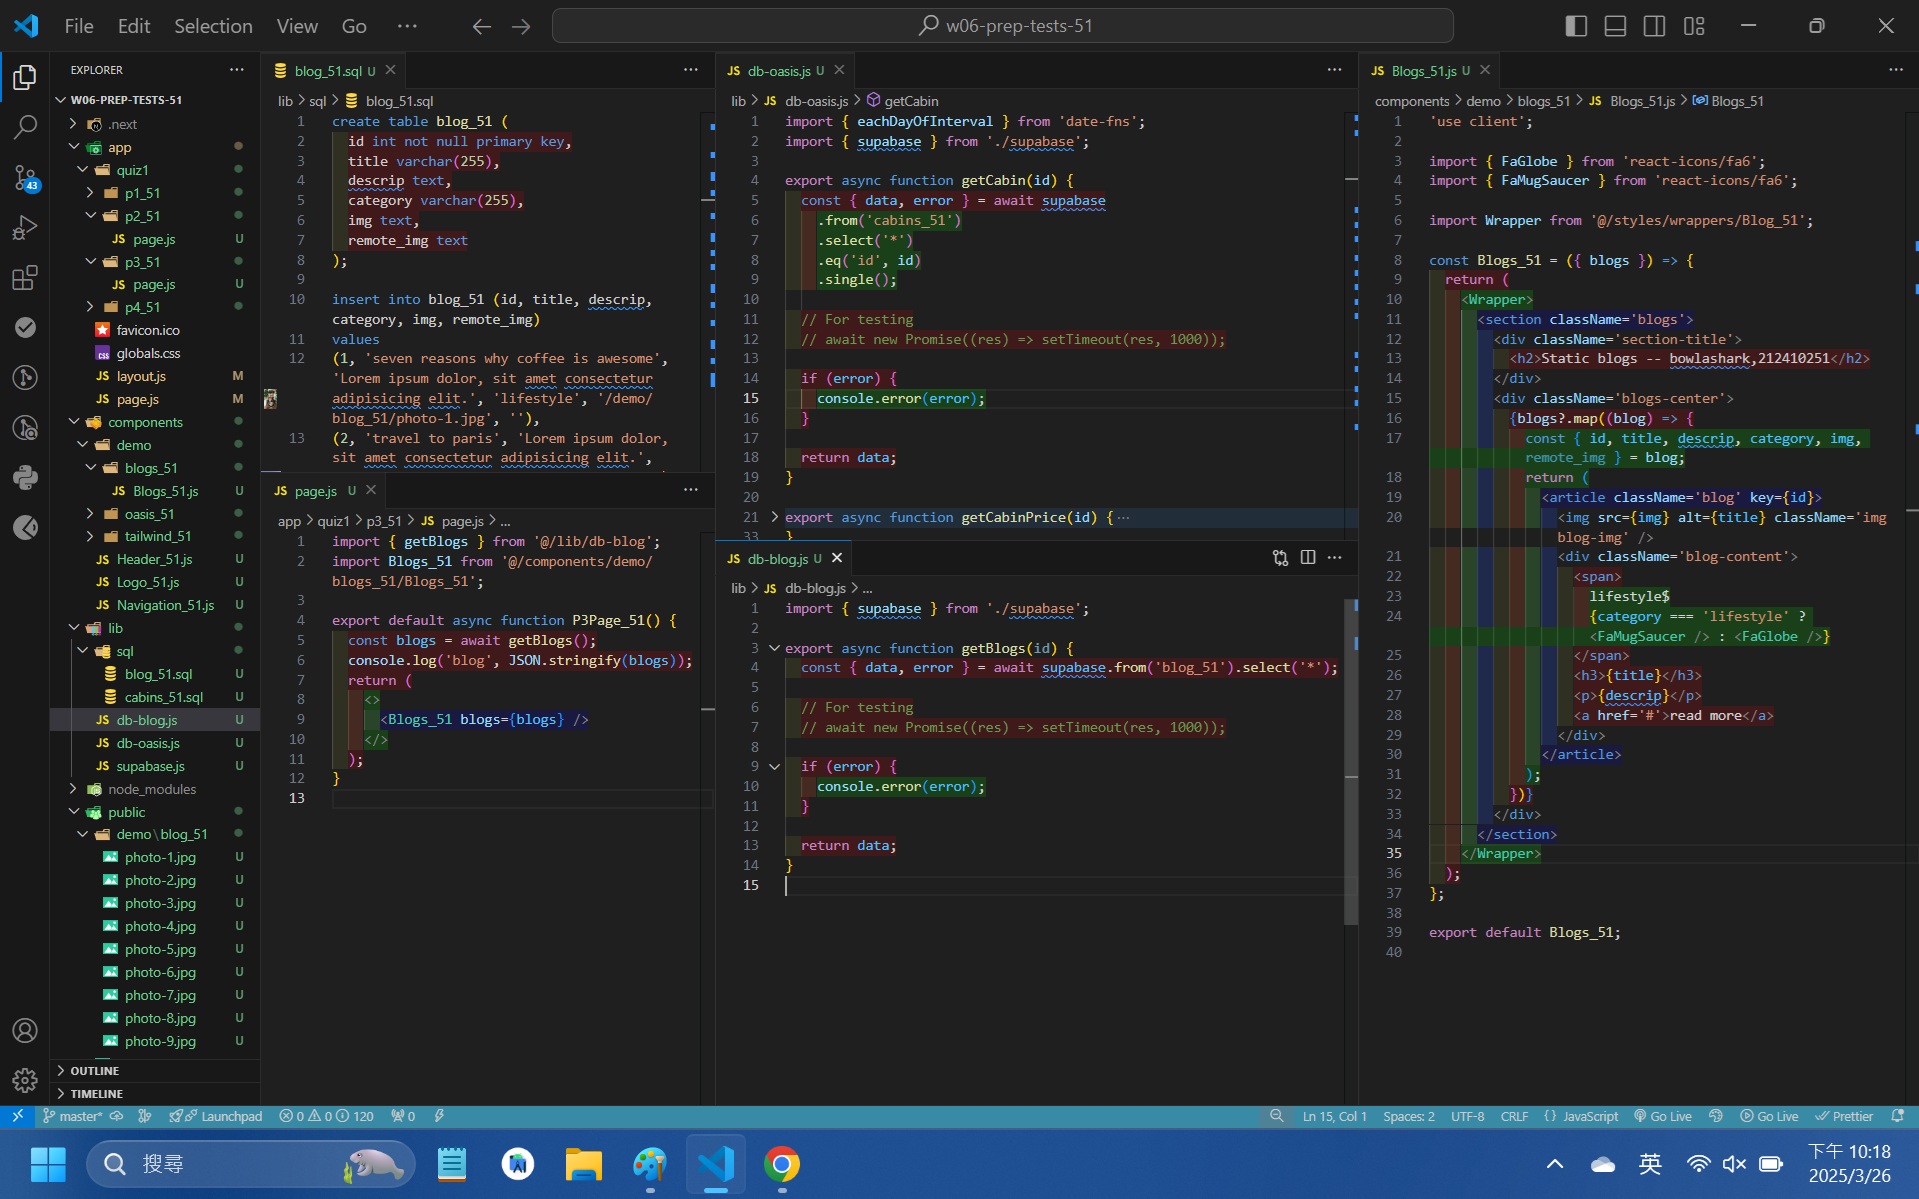 File Edit Selection View Go ··· w06-prep-tests-51
EXPLORER
W06-PREP-TESTS-51
.next
app
quiz1
p1_51
p2_51
page.js U
p3_51
page.js U
p4_51
favicon.ico
globals.css
layout.js M
page.js M
components
demo
blogs_51
Blogs_51.js U
oasis_51
tailwind_51
Header_51.js U
Logo_51.js U
Navigation_51.js U
lib
sql
blog_51.sql U
cabins_51.sql U
db-blog.js U
db-oasis.js U
supabase.js U
node_modules
public
demo\blog_51
photo-1.jpg U
photo-2.jpg U
photo-3.jpg U
photo-4.jpg U
photo-5.jpg U
photo-6.jpg U
photo-7.jpg U
photo-8.jpg U
photo-9.jpg U
OUTLINE
TIMELINE
43
blog_51.sql U
lib > sql > blog_51.sql
1 create table blog_51 (
2 id int not null primary key,
3 title varchar(255),
4 descrip text,
5 category varchar(255),
6 img text,
7 remote_img text
8 );
9
10 insert into blog_51 (id, title, descrip,
category, img, remote_img)
11 values
12 (1, 'seven reasons why coffee is awesome',
'Lorem ipsum dolor, sit amet consectetur
adipisicing elit.', 'lifestyle', '/demo/
blog_51/photo-1.jpg', ''),
13 (2, 'travel to paris', 'Lorem ipsum dolor,
sit amet consectetur adipisicing elit.',
JS page.js U
app > quiz1 > p3_51 > JS page.js > ...
1 import { getBlogs } from '@/lib/db-blog';
2 import Blogs_51 from '@/components/demo/
blogs_51/Blogs_51';
3
4 export default async function P3Page_51() {
5 const blogs = await getBlogs();
6 console.log('blog', JSON.stringify(blogs));
7 return (
8 <>
9 <Blogs_51 blogs={blogs} />
10 </>
11 );
12 }
13
JS db-oasis.js U
lib > JS db-oasis.js > getCabin
1 import { eachDayOfInterval } from 'date-fns';
2 import { supabase } from './supabase';
3
4 export async function getCabin(id) {
5 const { data, error } = await supabase
6 .from('cabins_51')
7 .select('*')
8 .eq('id', id)
9 .single();
10
11 // For testing
12 // await new Promise((res) => setTimeout(res, 1000));
13
14 if (error) {
15 console.error(error);
16 }
17
18 return data;
19 }
20
21 export async function getCabinPrice(id) {···
33 }
JS db-blog.js U
lib > JS db-blog.js > ...
1 import { supabase } from './supabase';
2
3 export async function getBlogs(id) {
4 const { data, error } = await supabase.from('blog_51').select('*');
5
6 // For testing
7 // await new Promise((res) => setTimeout(res, 1000));
8
9 if (error) {
10 console.error(error);
11 }
12
13 return data;
14 }
15
JS Blogs_51.js U
components > demo > blogs_51 > JS Blogs_51.js > Blogs_51
1 'use client';
2
3 import { FaGlobe } from 'react-icons/fa6';
4 import { FaMugSaucer } from 'react-icons/fa6';
5
6 import Wrapper from '@/styles/wrappers/Blog_51';
7
8 const Blogs_51 = ({ blogs }) => {
9 return (
10 <Wrapper>
11 <section className='blogs'>
12 <div className='section-title'>
13 <h2>Static blogs -- bowlashark,212410251</h2>
14 </div>
15 <div className='blogs-center'>
16 {blogs?.map((blog) => {
17 const { id, title, descrip, category, img,
remote_img } = blog;
18 return (
19 <article className='blog' key={id}>
20 <img src={img} alt={title} className='img
blog-img' />
21 <div className='blog-content'>
22 <span>
23 lifestyle$
24 {category === 'lifestyle' ?
<FaMugSaucer /> : <FaGlobe />}
25 </span>
26 <h3>{title}</h3>
27 <p>{descrip}</p>
28 <a href='#'>read more</a>
29 </div>
30 </article>
31 );
32 })}
33 </div>
34 </section>
35 </Wrapper>
36 );
37 };
38
39 export default Blogs_51;
40
master* Launchpad 0 0 120 0 Ln 15, Col 1 Spaces: 2 UTF-8 CRLF {} JavaScript Go Live Go Live Prettier
搜尋
英
下午 10:18
2025/3/26